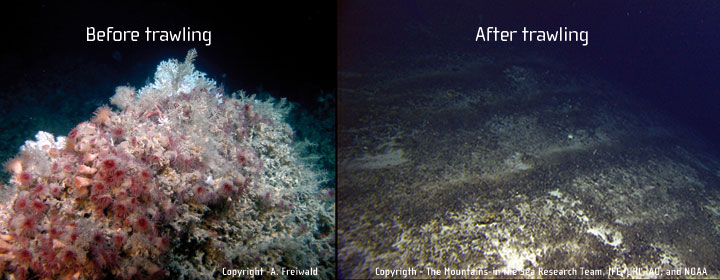 Before trawling
After trawling
Copyright - A. Freiwald
Copyrigth - The Mountains-in the Sea Research Team, and NOAA